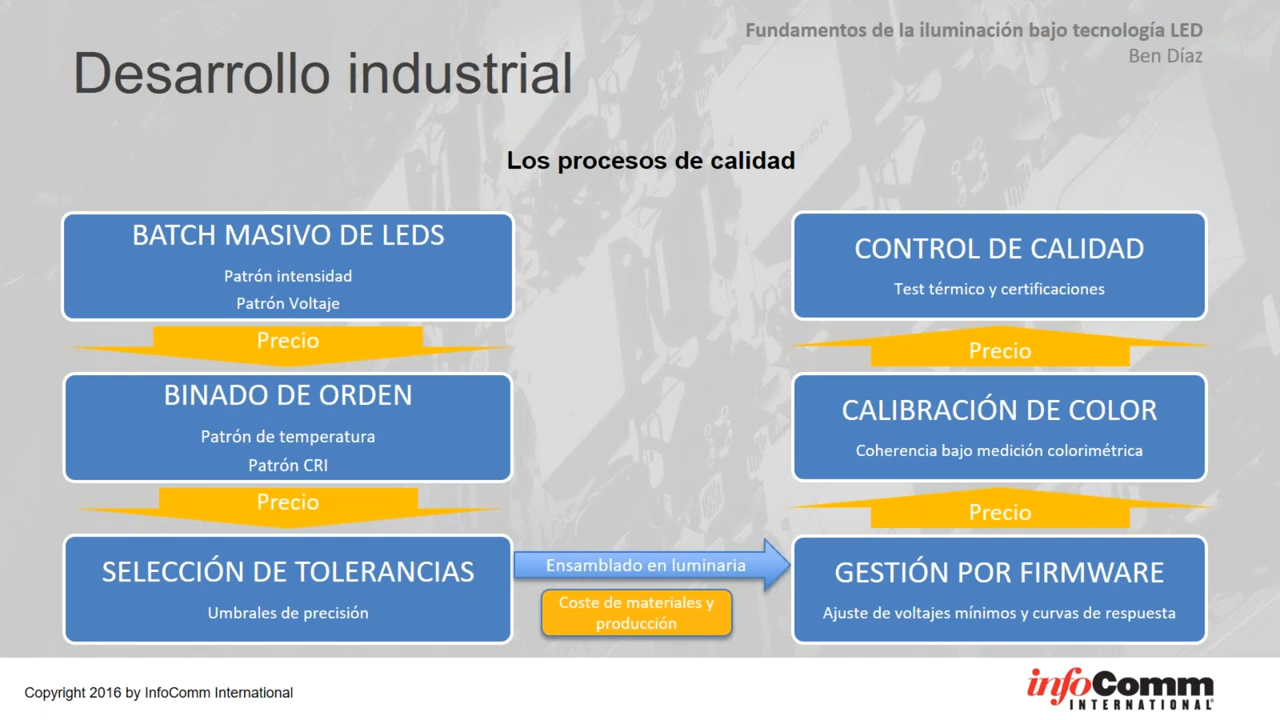 Fundamentos de la iluminación bajo tecnología LED
Ben Díaz
Desarrollo industrial
Los procesos de calidad
BATCH MASIVO DE LEDS
Patrón intensidad
Patrón Voltaje
Precio
BINADO DE ORDEN
Patrón de temperatura
Patrón CRI
Precio
SELECCIÓN DE TOLERANCIAS
Umbrales de precisión
Ensamblado en luminaria
Coste de materiales y
producción
CONTROL DE CALIDAD
Test térmico y certificaciones
Precio
CALIBRACIÓN DE COLOR
Coherencia bajo medición colorimétrica
Precio
GESTIÓN POR FIRMWARE
Ajuste de voltajes mínimos y curvas de respuesta
Copyright 2016 by InfoComm International
infoComm
INTERNATIONAL®